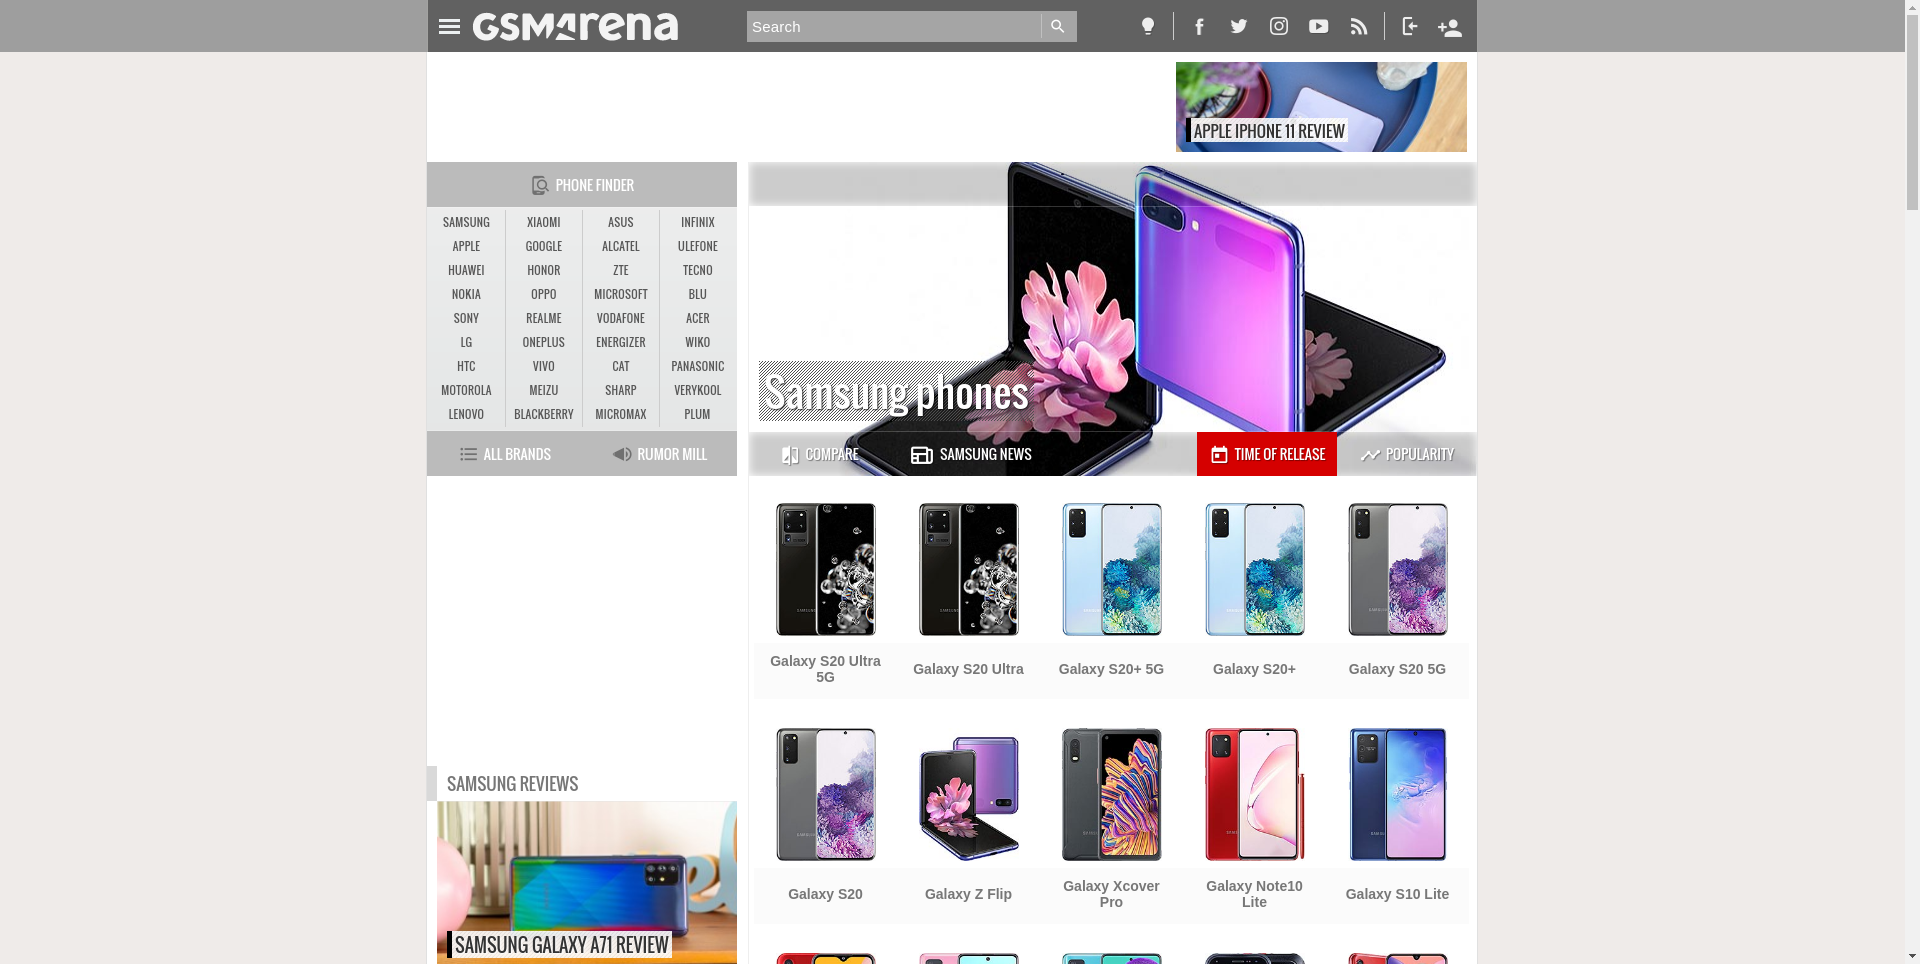 GSMArena
Search
APPLE IPHONE 11 REVIEW
PHONE FINDER
SAMSUNG XIAOMI ASUS INFINIX
APPLE GOOGLE ALCATEL ULEFONE
HUAWEI HONOR ZTE TECNO
NOKIA OPPO MICROSOFT BLU
SONY REALME VODAFONE ACER
LG ONEPLUS ENERGIZER WIKO
HTC VIVO CAT PANASONIC
MOTOROLA MEIZU SHARP VERYKOOL
LENOVO BLACKBERRY MICROMAX PLUM
ALL BRANDS RUMOR MILL
Samsung phones
COMPARE SAMSUNG NEWS TIME OF RELEASE POPULARITY
Galaxy S20 Ultra
5G
Galaxy S20 Ultra
Galaxy S20+ 5G
Galaxy S20+
Galaxy S20 5G
Galaxy S20
Galaxy Z Flip
Galaxy Xcover
Pro
Galaxy Note10
Lite
Galaxy S10 Lite
SAMSUNG REVIEWS
SAMSUNG GALAXY A71 REVIEW